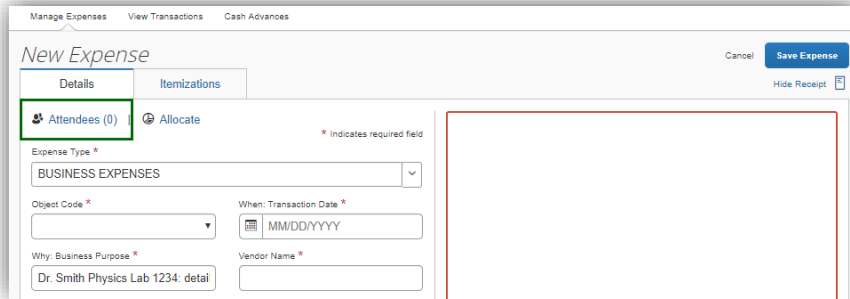 Manage Expenses View Transactions Cash Advances
New Expense Cancel Save Expense
Details Itemizations Hide Receipt
Attendees (0) | Allocate
* Indicates required field
Expense Type *
BUSINESS EXPENSES
Object Code * When: Transaction Date *
MM/DD/YYYY
Why: Business Purpose * Vendor Name *
Dr. Smith Physics Lab 1234: detai